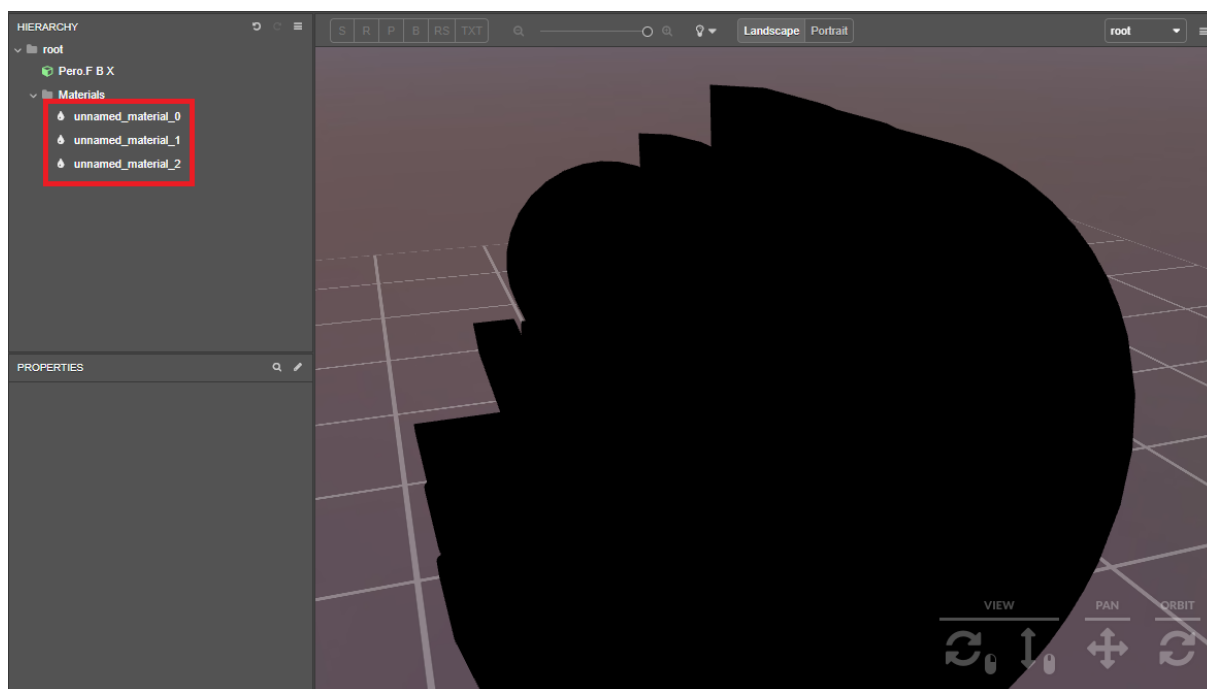 HIERARCHY
root
Pero.F B X
Materials
unnamed_material_0
unnamed_material_1
unnamed_material_2
PROPERTIES
S R P B RS TXT
Landscape Portrait
root
VIEW PAN ORBIT